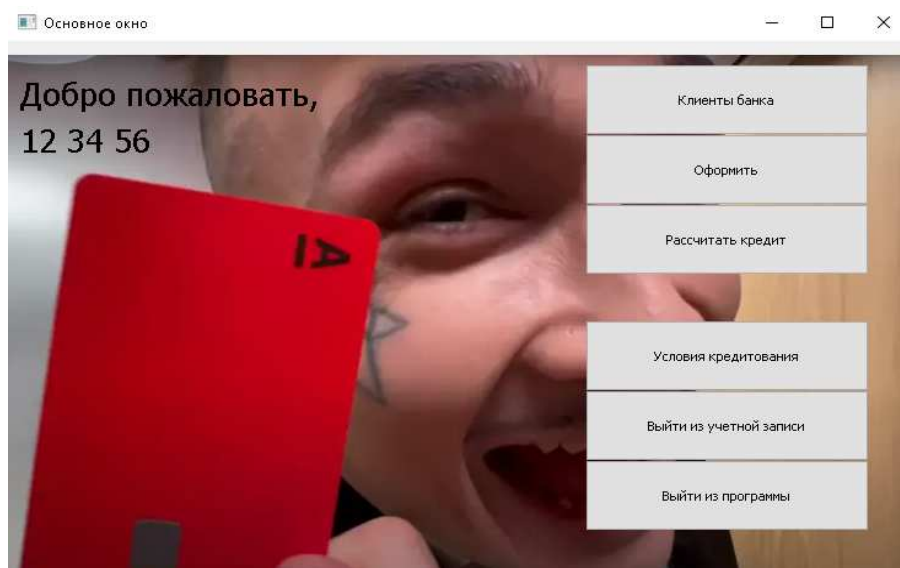 Основное окно
Добро пожаловать,
12 34 56
A
Клиенты банка
Оформить
Рассчитать кредит
Условия кредитования
Выйти из учетной записи
Выйти из программы